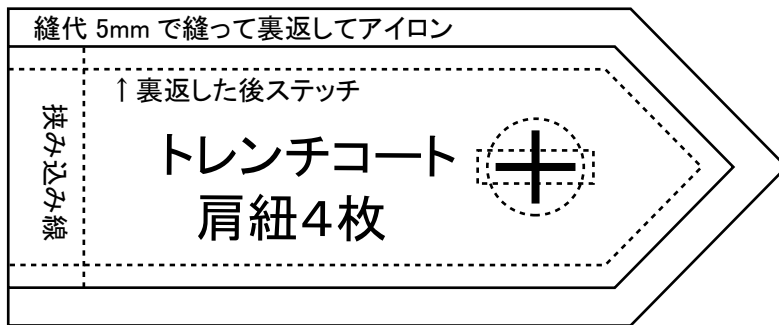 縫代 5mm で縫って裏返してアイロン
↑裏返した後ステッチ
挟み込み線
トレンチコート
肩紐4枚